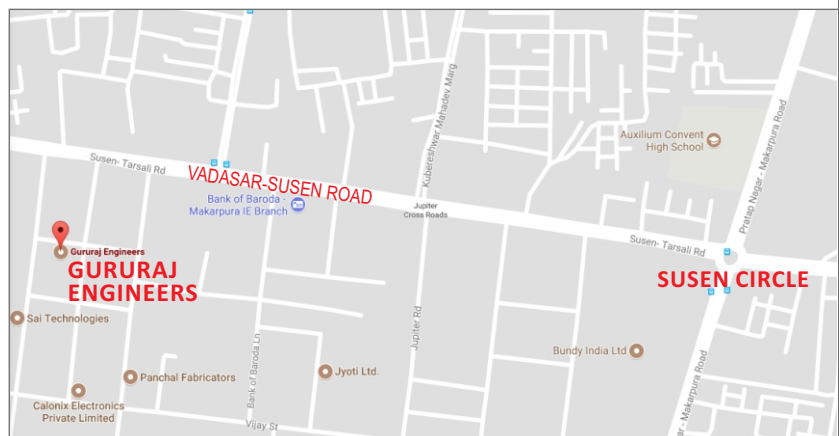 Kubereshwar Mahadev Marg
Pratap Nagar - Makarpura Road
Auxilium Convent
High School
Susen- Tarsali Rd
VADASAR-SUSEN ROAD
Bank of Baroda -
Makarpura IE Branch
Jupiter
Cross Roads
Susen- Tarsali Rd
Gururaj Engineers
GURURAJ
ENGINEERS
SUSEN CIRCLE
Sai Technologies
Jupiter Rd
Bank of Baroda Ln
Bundy India Ltd
Panchal Fabricators
Jyoti Ltd.
Calonix Electronics
Private Limited
Vijay St
ar - Makarpura Road